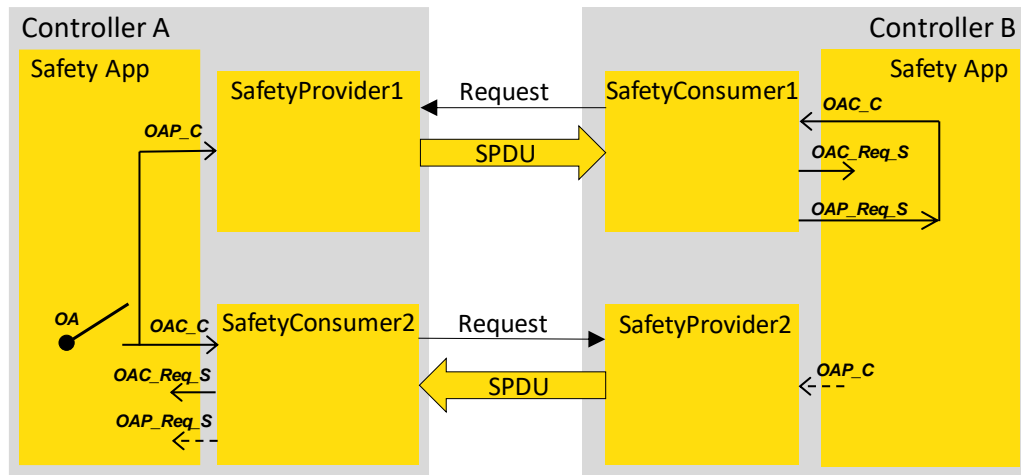 Controller A
Controller B
Safety App
Safety App
SafetyProvider1
Request
SafetyConsumer1
OAC_C
OAP_C
SPDU
OAC_Req_S
OAP_Req_S
OA
OAC_C
SafetyConsumer2
Request
SafetyProvider2
OAC_Req_S
SPDU
OAP_C
OAP_Req_S